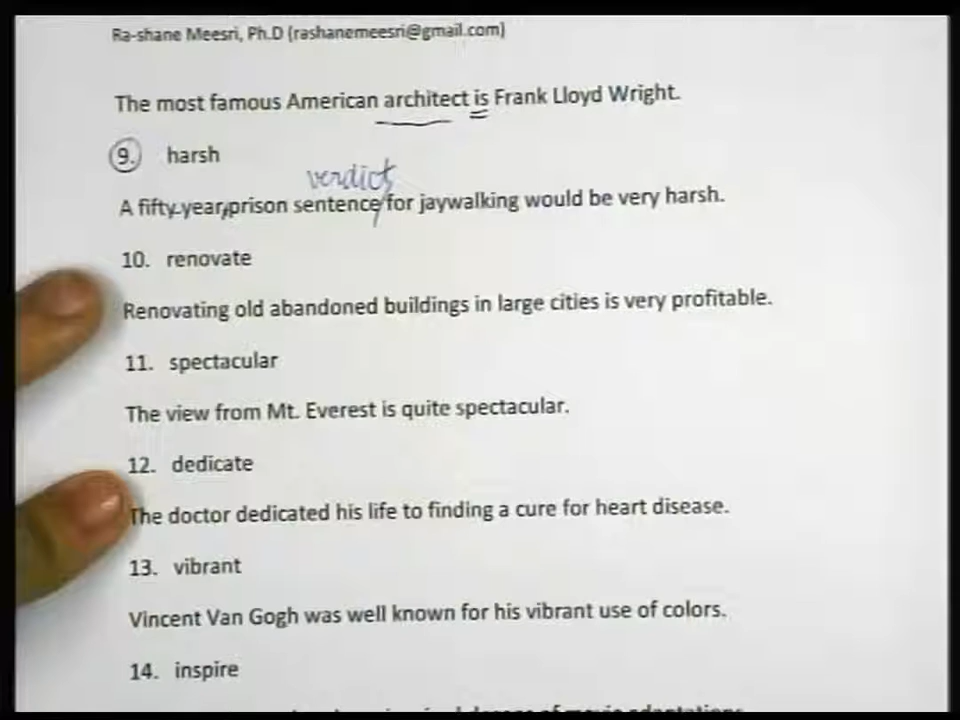 Ra-shane Meesri, Ph.D (rashanemeesri@gmail.com)
The most famous American architect is Frank Lloyd Wright.
9. harsh
verdict
A fifty-year prison sentence for jaywalking would be very harsh.
10. renovate
Renovating old abandoned buildings in large cities is very profitable.
11. spectacular
The view from Mt. Everest is quite spectacular.
12. dedicate
The doctor dedicated his life to finding a cure for heart disease.
13. vibrant
Vincent Van Gogh was well known for his vibrant use of colors.
14. inspire